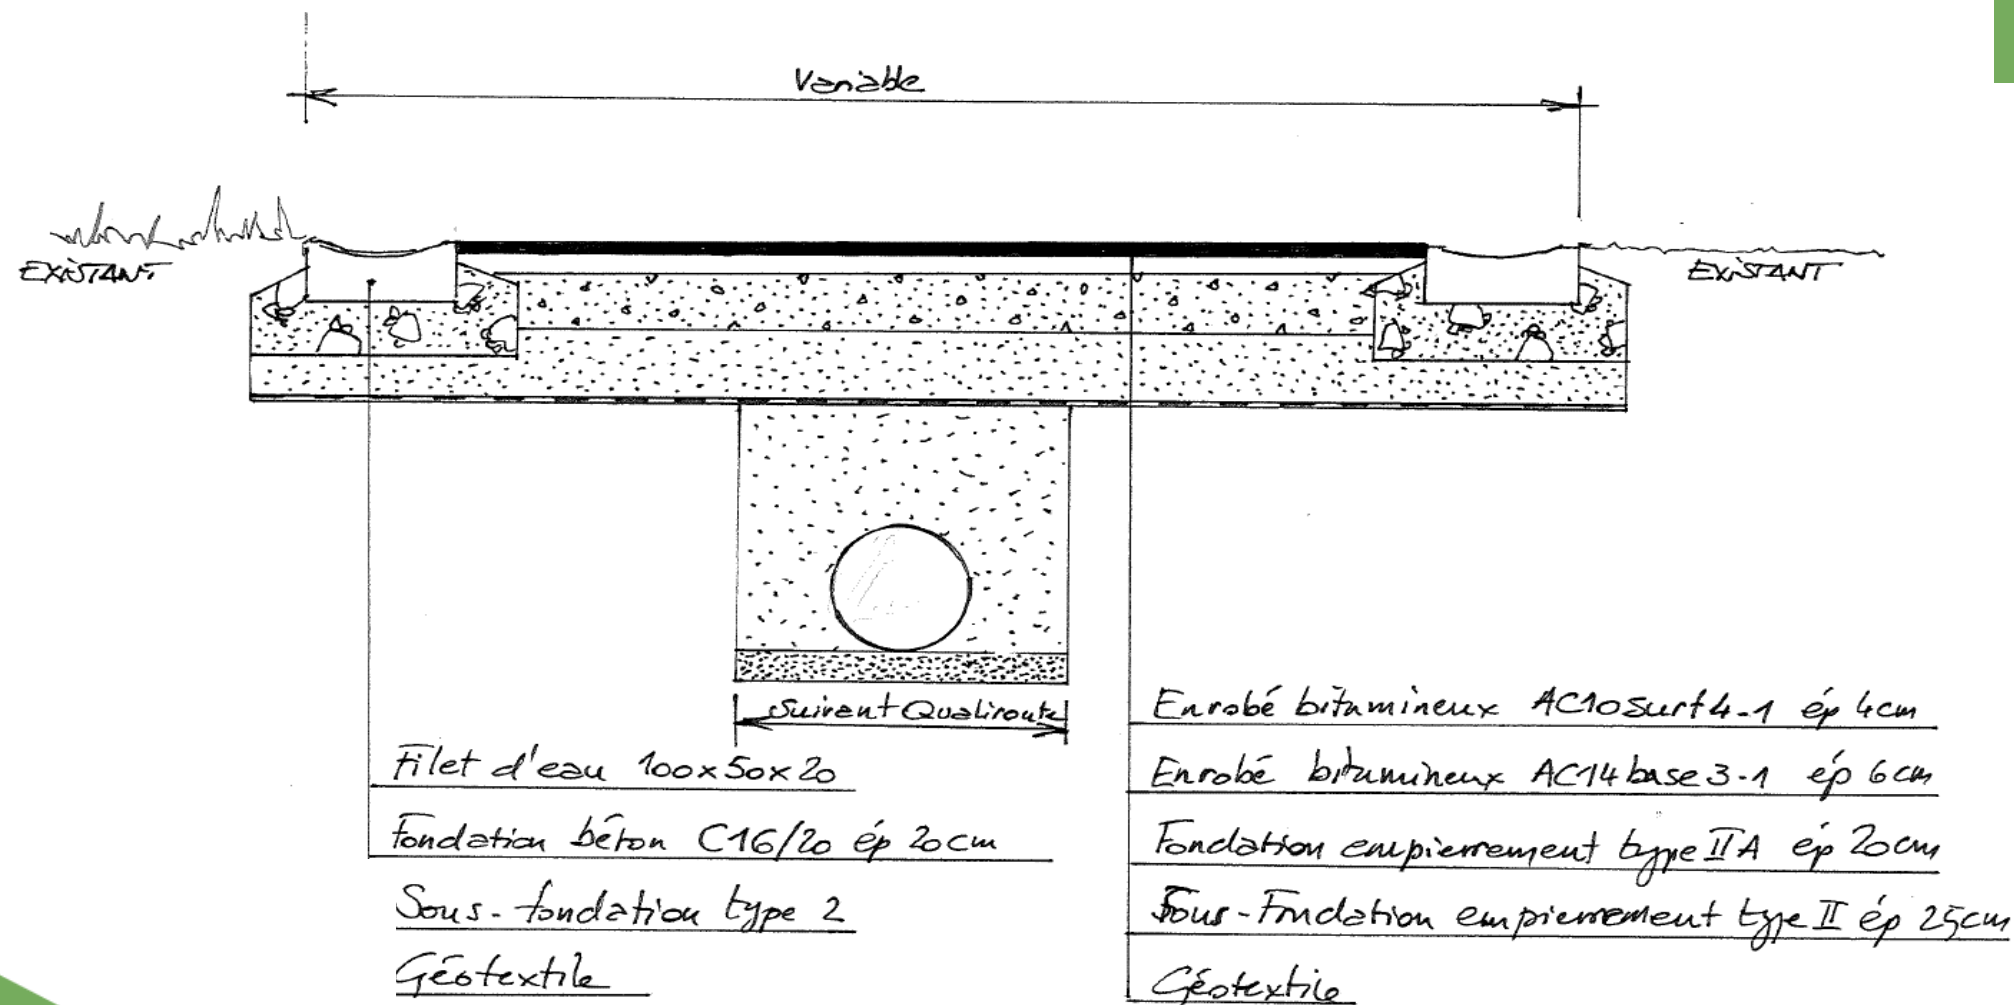 Variable
EXISTANT
EXISTANT
Suivant Qualiroute
Filet d'eau 100x50x20
Fondation béton C16/20 ép 20cm
Sous-fondation type 2
Géotextile
Enrobé bitumineux AC10surf4-1 ép 4cm
Enrobé bitumineux AC14base3-1 ép 6cm
Fondation empierrement type IIA ép 20cm
Sous-Fondation empierrement type II ép 25cm
Géotextile